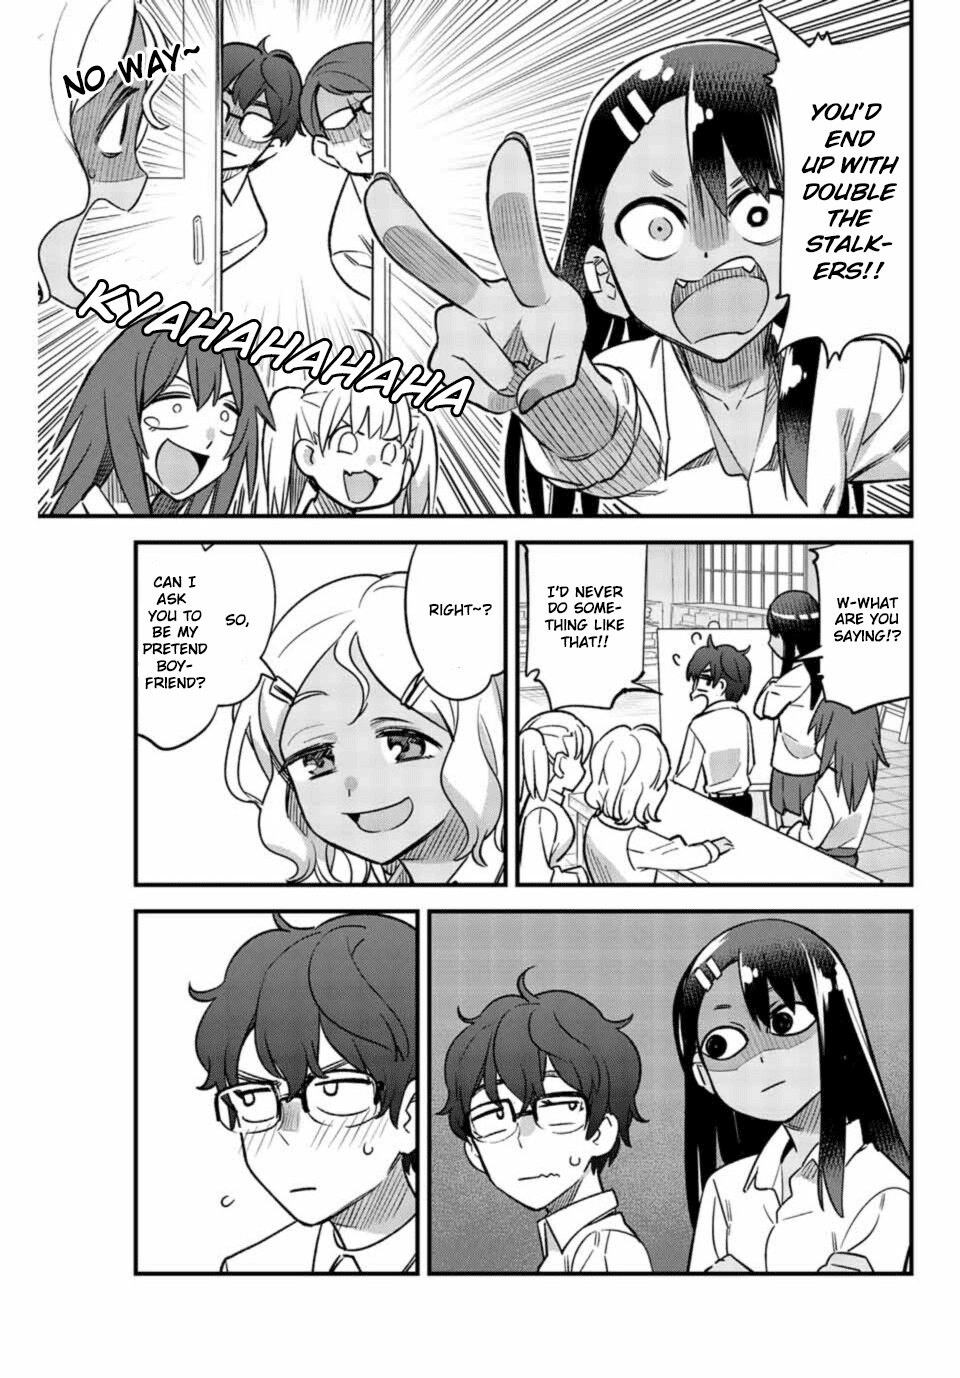 YOU'D
END
UP WITH
DOUBLE
THE
STALK-
ERS!!
NO WAY~
KYAHAHAHAHAHA
W-WHAT
ARE YOU
SAYING!?
I'D NEVER
DO SOME-
THING LIKE
THAT!!
RIGHT~?
SO,
CAN I
ASK
YOU TO
BE MY
PRETEND
BOY-
FRIEND?